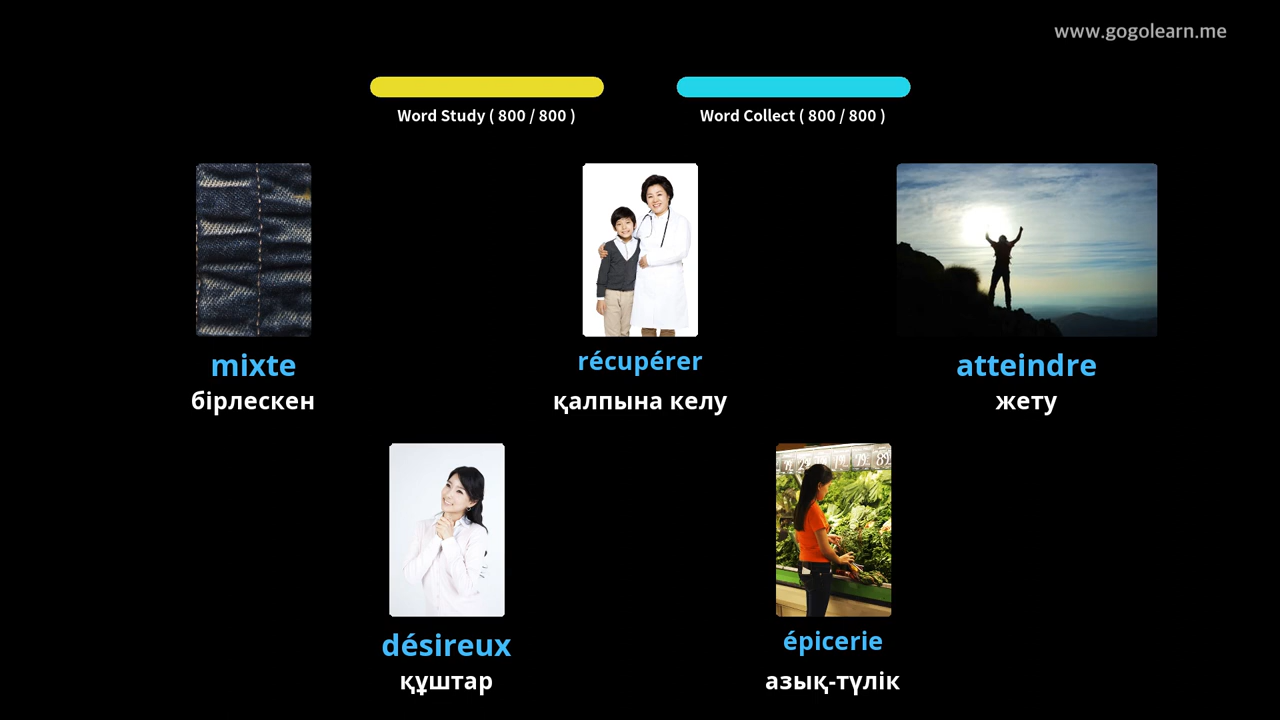 www.gogolearn.me
Word Study ( 800 / 800 )
Word Collect ( 800 / 800 )
mixte
бірлескен
récupérer
қалпына келу
atteindre
жету
désireux
құштар
épicerie
азық-түлік